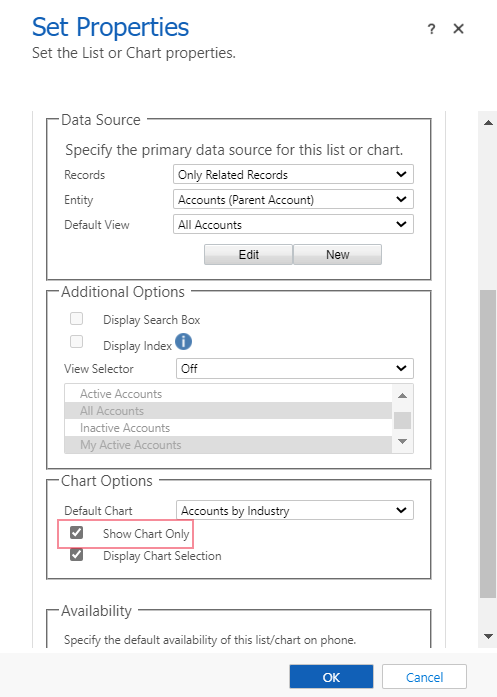 Set Properties
?
Set the List or Chart properties.
Data Source
Specify the primary data source for this list or chart.
Records Only Related Records
Entity Accounts (Parent Account)
Default View All Accounts
Edit New
Additional Options
Display Search Box
Display Index i
View Selector Off
Active Accounts
All Accounts
Inactive Accounts
My Active Accounts
Chart Options
Default Chart Accounts by Industry
Show Chart Only
Display Chart Selection
Availability
Specify the default availability of this list/chart on phone.
OK Cancel